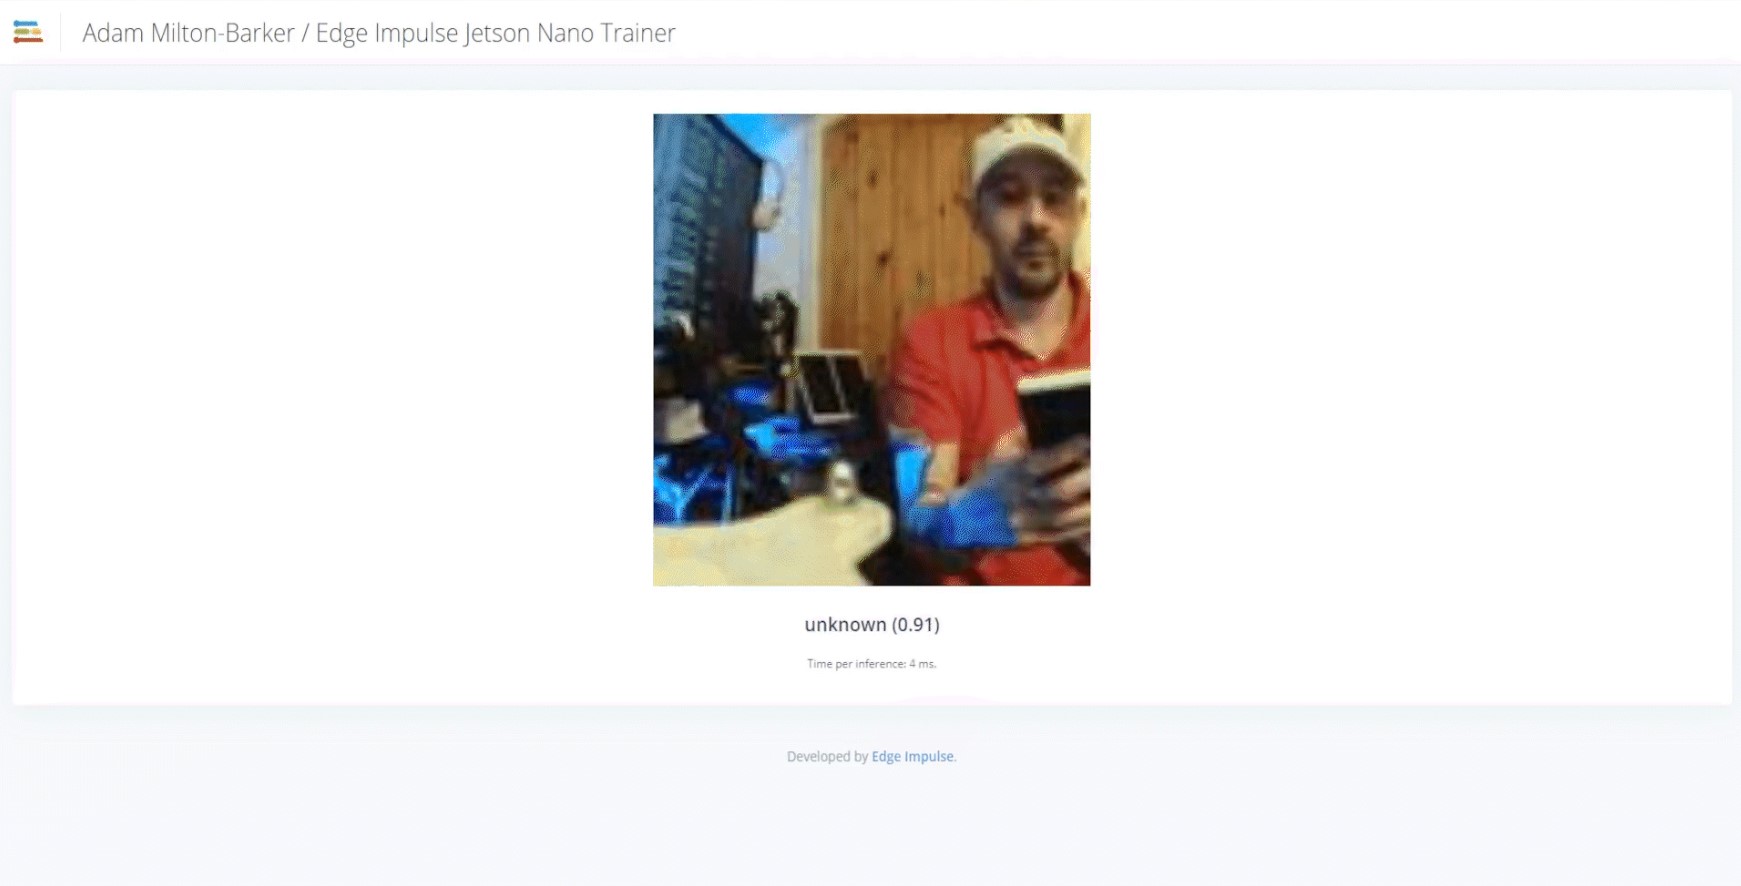 Adam Milton-Barker / Edge Impulse Jetson Nano Trainer
unknown (0.91)
Time per inference: 4 ms.
Developed by Edge Impulse.